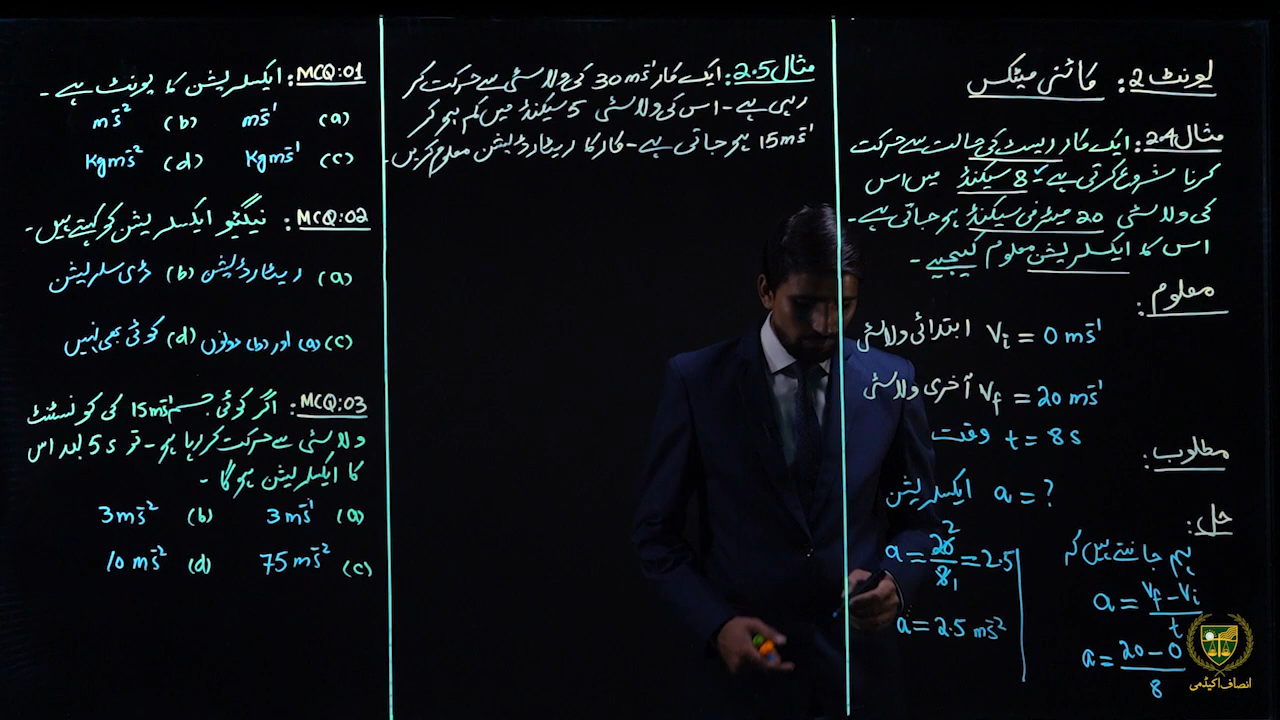 یونٹ 2: کائنی میٹکس
مثال 2.4: ایک کار ریسٹ کی حالت سے حرکت
کرنا شروع کرتی ہے۔ 8 سیکنڈ میں اس
کی ولاسٹی 20 میٹر فی سیکنڈ ہو جاتی ہے۔
اس کا ایکسلریشن معلوم کیجیے۔
معلوم:
ابتدائی ولاسٹی Vi = 0 ms⁻¹
آخری ولاسٹی Vf = 20 ms⁻¹
وقت t = 8 s
مطلوب:
ایکسلریشن a = ?
حل:
ہم جانتے ہیں کہ
a = (Vf − Vi)/t
a = (20 − 0)/8
a = 20/8 = 2.5
a = 2.5 ms⁻²
مثال 2.5: ایک کار 30 ms⁻¹ کی ولاسٹی سے حرکت کر
رہی ہے۔ اس کی ولاسٹی 5 سیکنڈ میں کم ہو کر
15 ms⁻¹ ہو جاتی ہے۔ کار کا ریٹارڈیشن معلوم کریں۔
MCQ:01: ایکسلریشن کا یونٹ ہے۔
(a) ms⁻¹ (b) ms⁻²
(c) Kgms⁻¹ (d) Kgms⁻²
MCQ:02: نیگٹیو ایکسلریشن کو کہتے ہیں۔
(a) ریٹارڈیشن (b) ڈی سلریشن
(c) (a) اور (b) دونوں (d) کوئی بھی نہیں
MCQ:03: اگر کوئی جسم 15 ms⁻¹ کی کونسٹنٹ
ولاسٹی سے حرکت کر رہا ہو۔ تو 5 s بعد اس
کا ایکسلریشن ہوگا۔
(a) 3 ms⁻¹ (b) 3 ms⁻²
(c) 75 ms⁻² (d) 10 ms⁻²
انصاف اکیڈمی